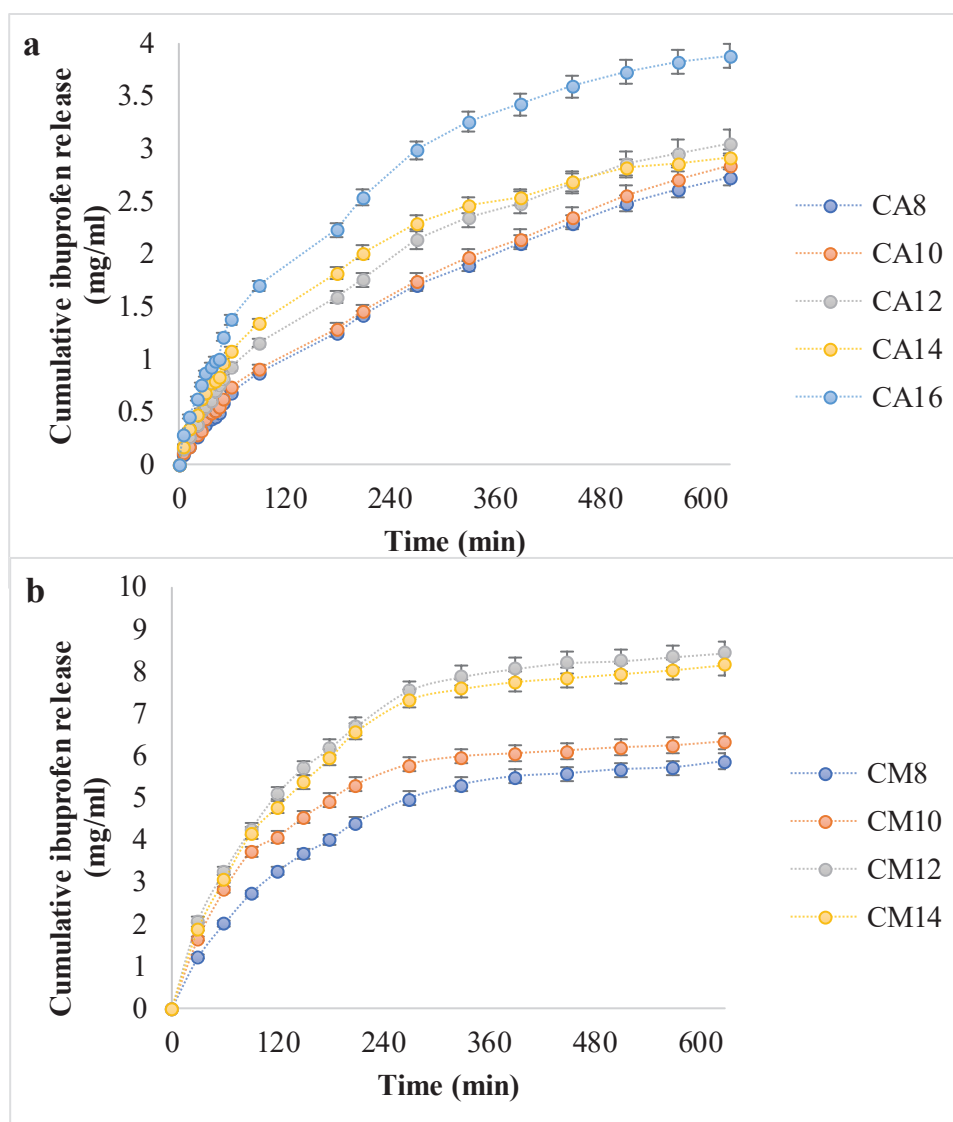 a
Cumulative ibuprofen release
(mg/ml)
4
3.5
3
2.5
2
1.5
1
0.5
0
0 120 240 360 480 600
Time (min)
CA8
CA10
CA12
CA14
CA16
b
Cumulative ibuprofen release
(mg/ml)
10
9
8
7
6
5
4
3
2
1
0
0 120 240 360 480 600
Time (min)
CM8
CM10
CM12
CM14